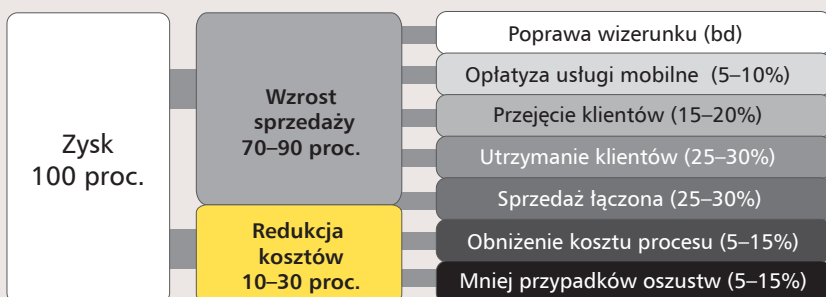 Zysk
100 proc.
Wzrost
sprzedaży
70–90 proc.
Redukcja
kosztów
10–30 proc.
Poprawa wizerunku (bd)
Opłatyza usługi mobilne (5–10%)
Przejęcie klientów (15–20%)
Utrzymanie klientów (25–30%)
Sprzedaż łączona (25–30%)
Obniżenie kosztu procesu (5–15%)
Mniej przypadków oszustw (5–15%)